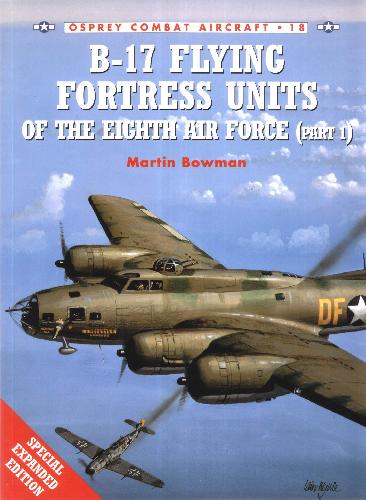 OSPREY COMBAT AIRCRAFT • 18
B-17 FLYING
FORTRESS UNITS
OF THE EIGHTH AIR FORCE (PART 1)
Martin Bowman
DF
SPECIAL
EXPANDED
EDITION